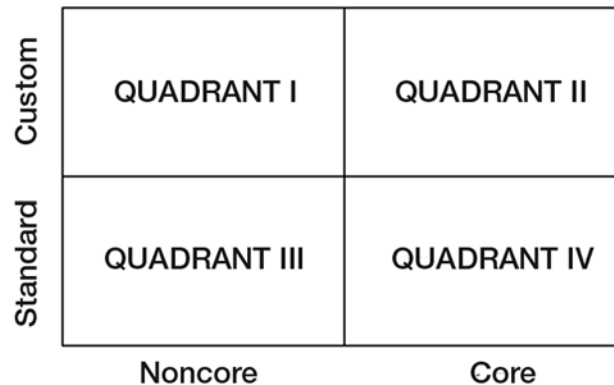 Custom
QUADRANT I
QUADRANT II
Standard
QUADRANT III
QUADRANT IV
Noncore
Core